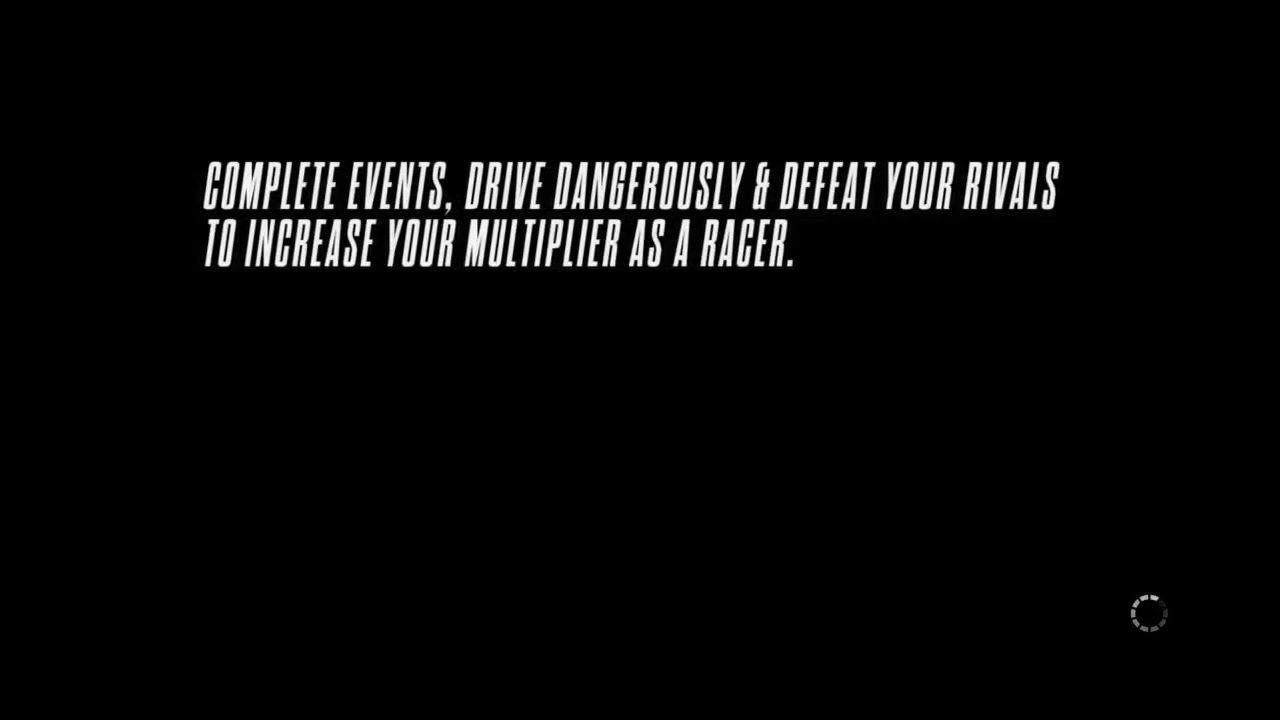 COMPLETE EVENTS, DRIVE DANGEROUSLY & DEFEAT YOUR RIVALS
TO INCREASE YOUR MULTIPLIER AS A RACER.